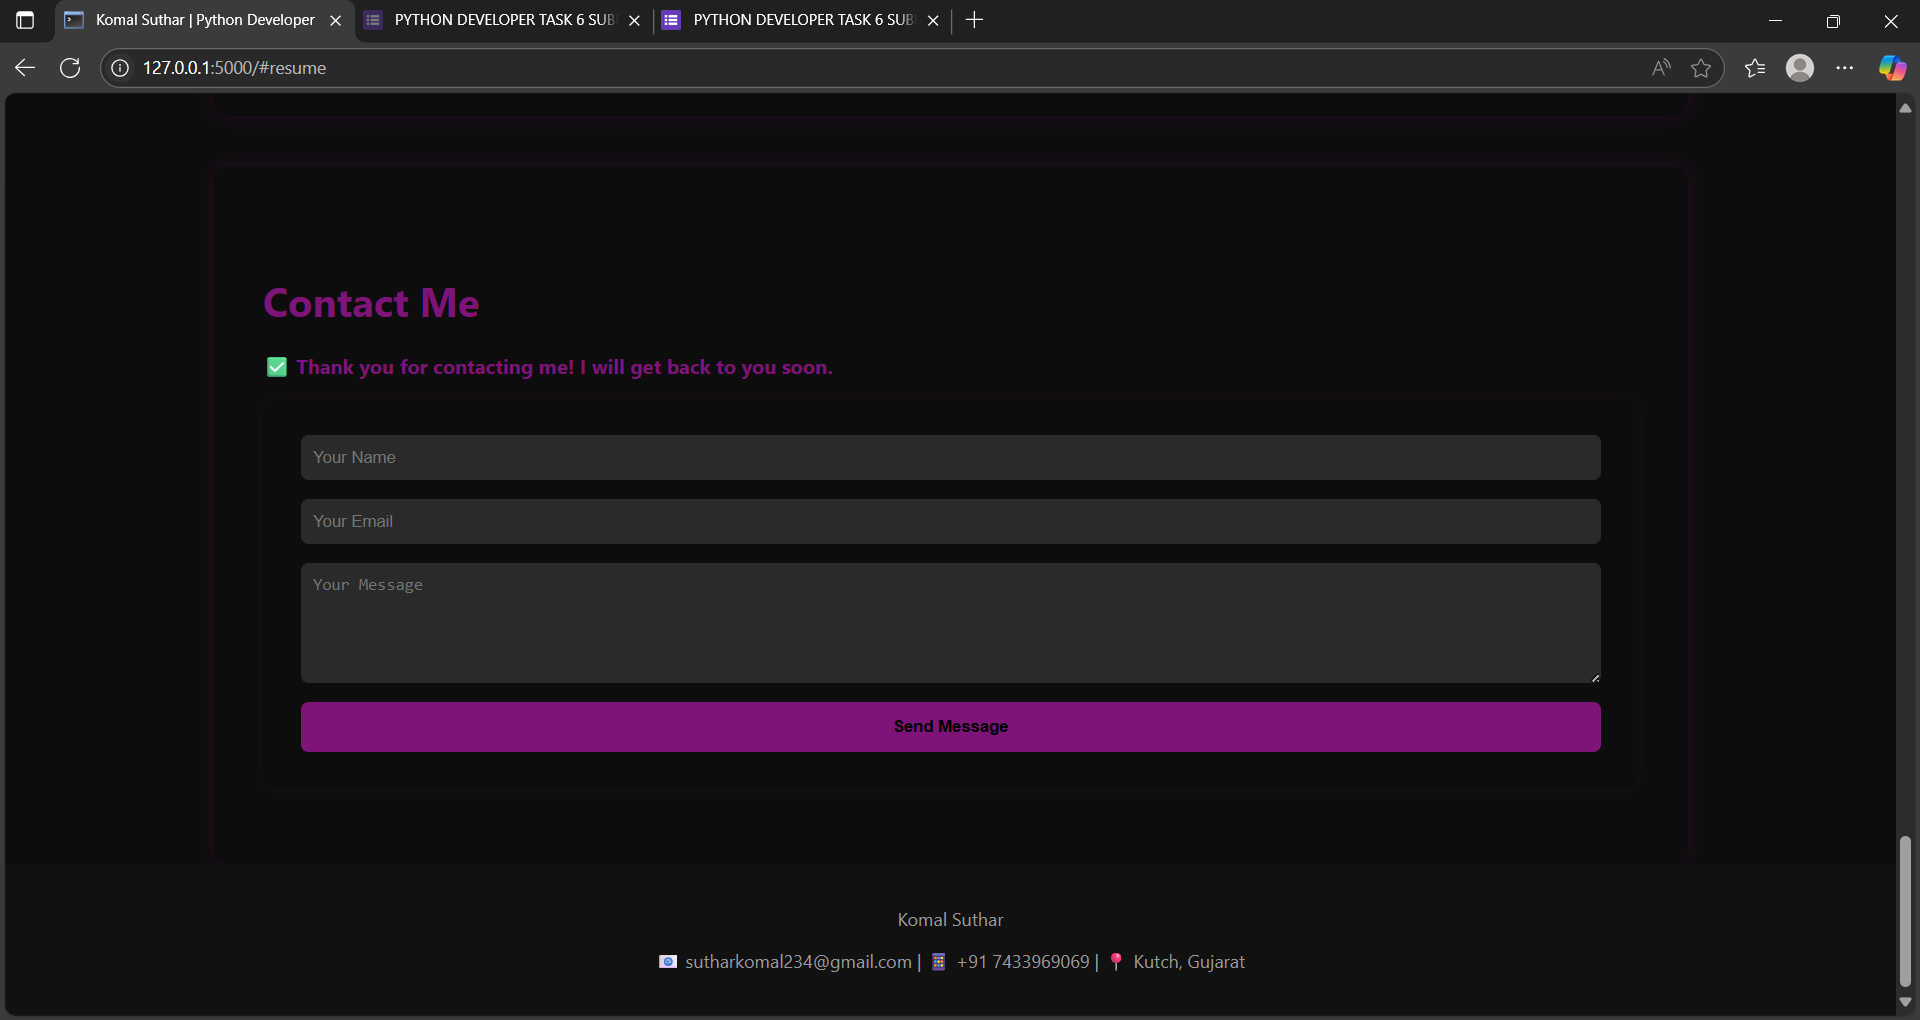 Komal Suthar | Python Developer
PYTHON DEVELOPER TASK 6 SUB
PYTHON DEVELOPER TASK 6 SUB
127.0.0.1:5000/#resume
Contact Me
✅ Thank you for contacting me! I will get back to you soon.
Your Name
Your Email
Your Message
Send Message
Komal Suthar
📧 sutharkomal234@gmail.com | 📱 +91 7433969069 | 📍 Kutch, Gujarat